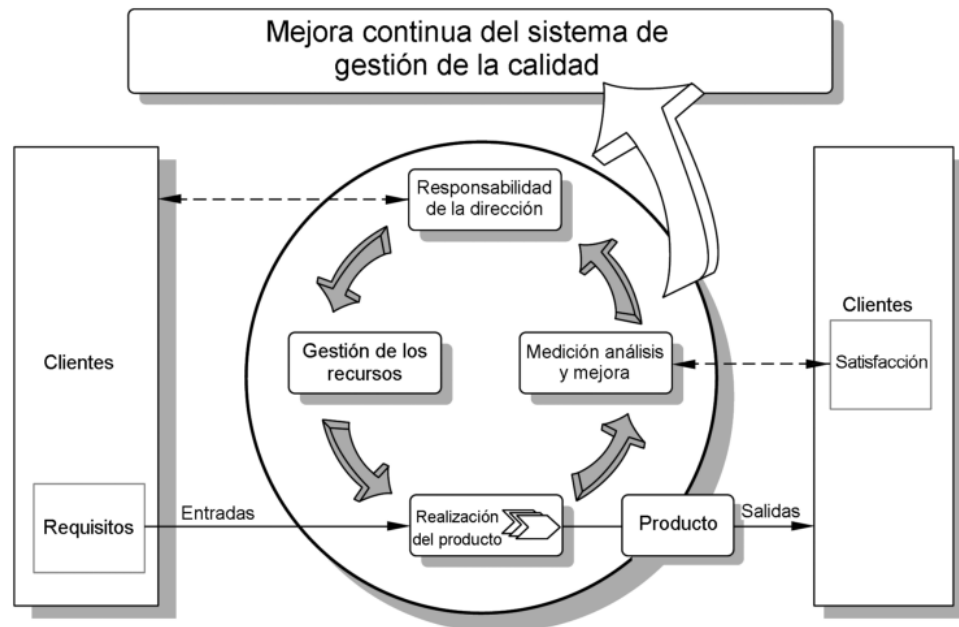 Mejora continua del sistema de
gestión de la calidad
Responsabilidad
de la dirección
Clientes
Gestión de los
recursos
Medición análisis
y mejora
Clientes
Satisfacción
Requisitos
Entradas
Realización
del producto
Producto
Salidas